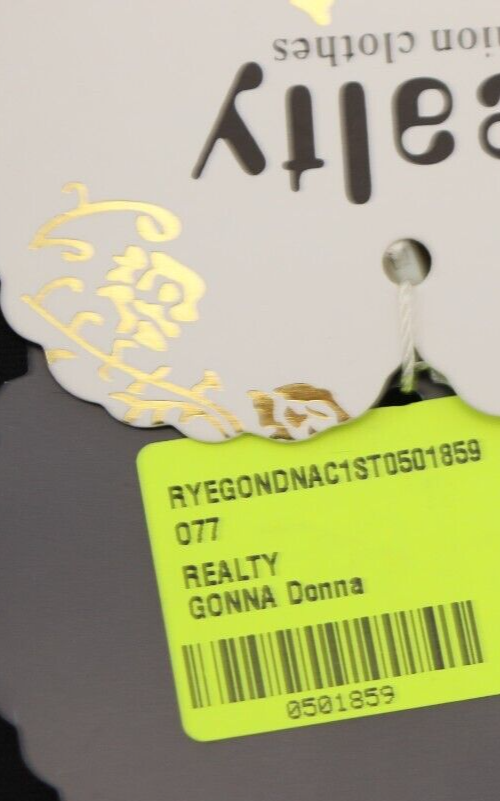 ealty
ion clothes
RYEGONDNAC1ST0501859
077
REALTY
GONNA Donna
0501859